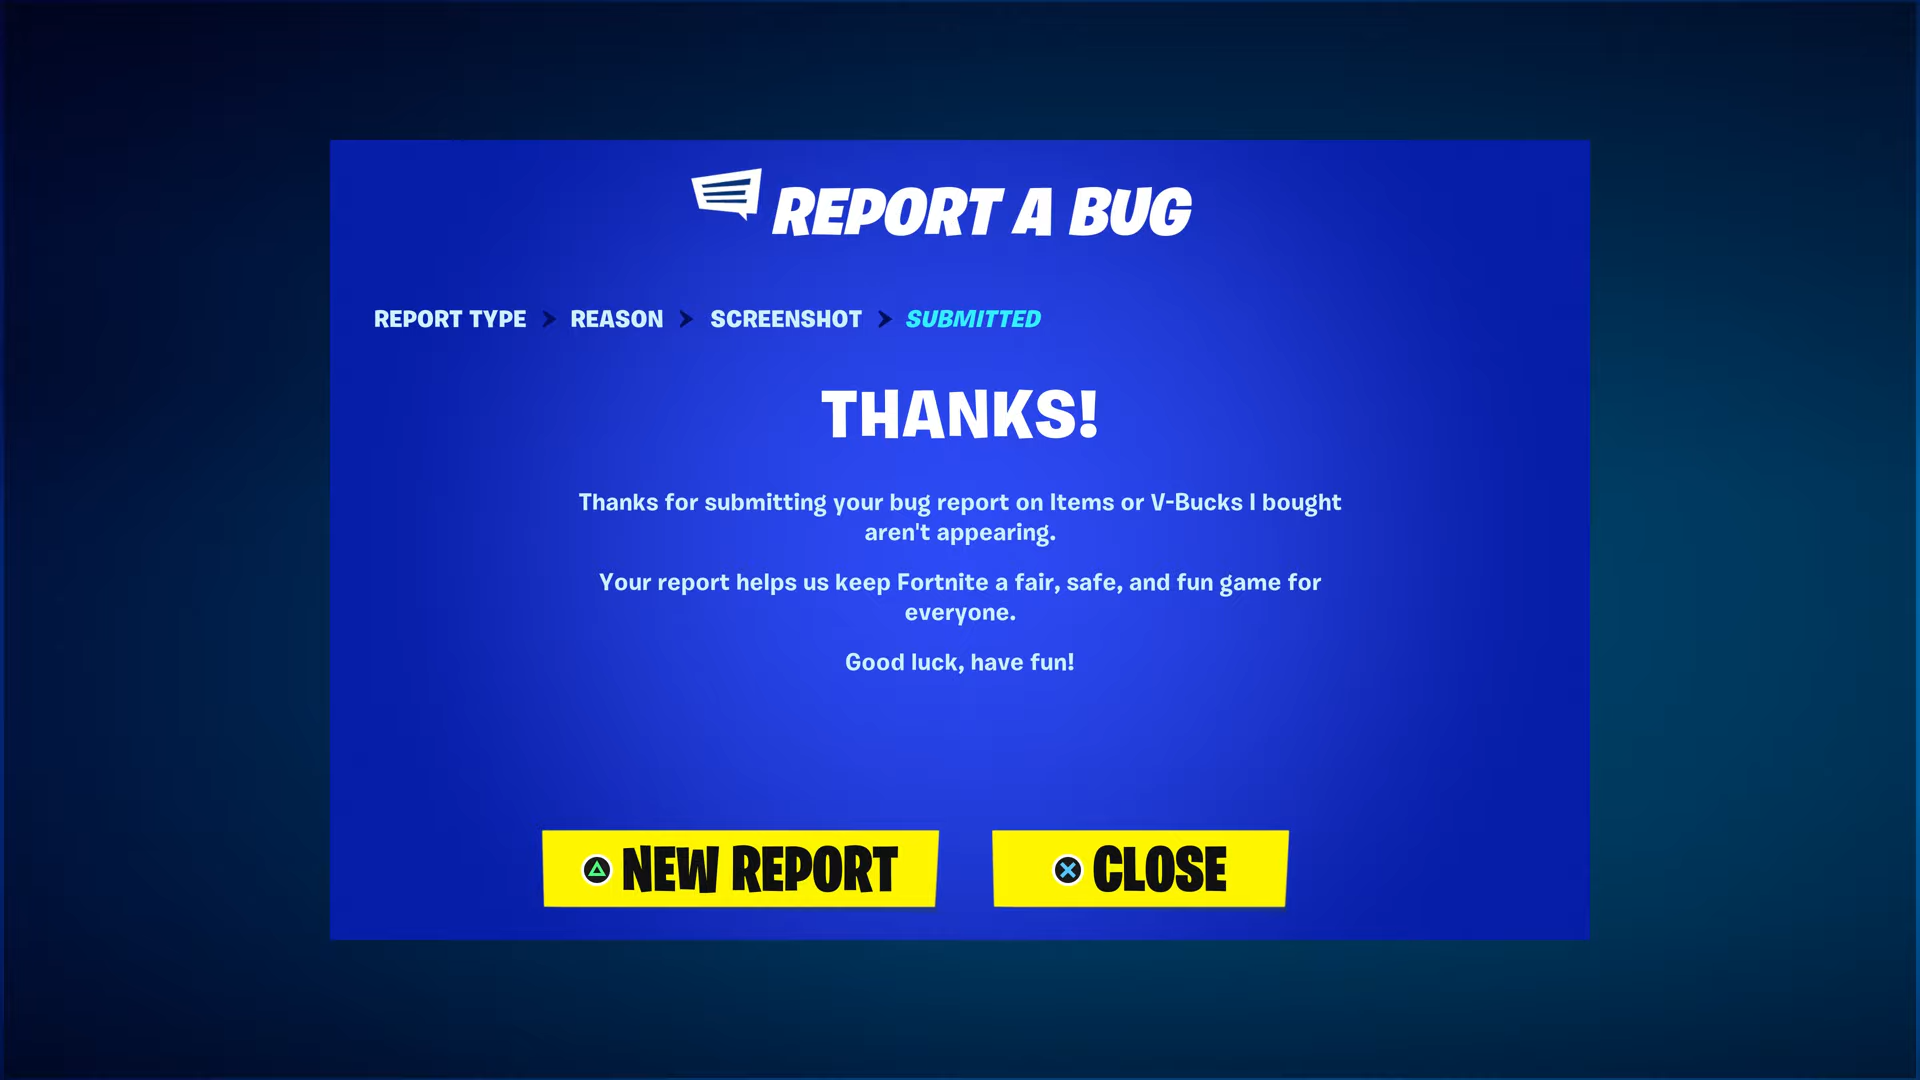 REPORT A BUG
REPORT TYPE > REASON > SCREENSHOT > SUBMITTED
THANKS!
Thanks for submitting your bug report on Items or V-Bucks I bought
aren't appearing.
Your report helps us keep Fortnite a fair, safe, and fun game for
everyone.
Good luck, have fun!
NEW REPORT
CLOSE